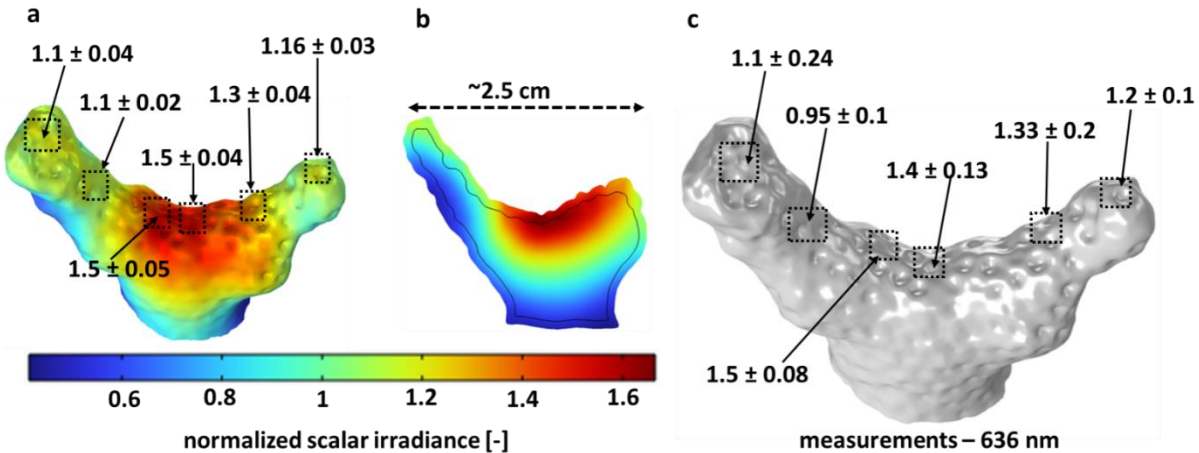 a
1.1 ± 0.04
1.1 ± 0.02
1.5 ± 0.04
1.3 ± 0.04
1.16 ± 0.03
1.5 ± 0.05
b
~2.5 cm
0.6 0.8 1 1.2 1.4 1.6
normalized scalar irradiance [-]
c
1.1 ± 0.24
0.95 ± 0.1
1.4 ± 0.13
1.33 ± 0.2
1.2 ± 0.1
1.5 ± 0.08
measurements – 636 nm